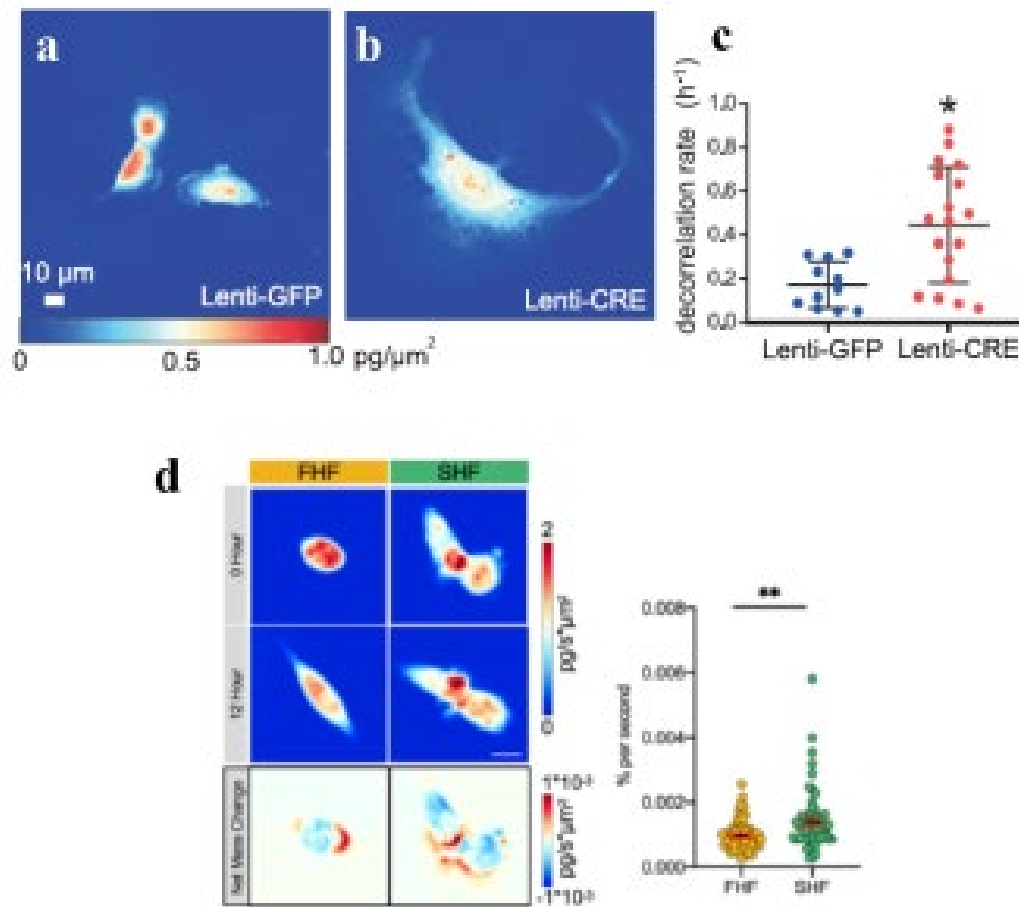 a
b
c
10 µm
Lenti-GFP
Lenti-CRE
0
0.5
1.0 pg/µm²
decorrelation rate (h⁻¹)
1.0
0.8
0.6
0.4
0.2
0.0
*
Lenti-GFP
Lenti-CRE
d
FHF
SHF
0 Hour
12 Hour
Net Mass Change
2
pg/s*µm²
0
1*10⁻³
pg/s*µm²
-1*10⁻³
**
% per second
0.008
0.006
0.004
0.002
0.000
FHF
SHF